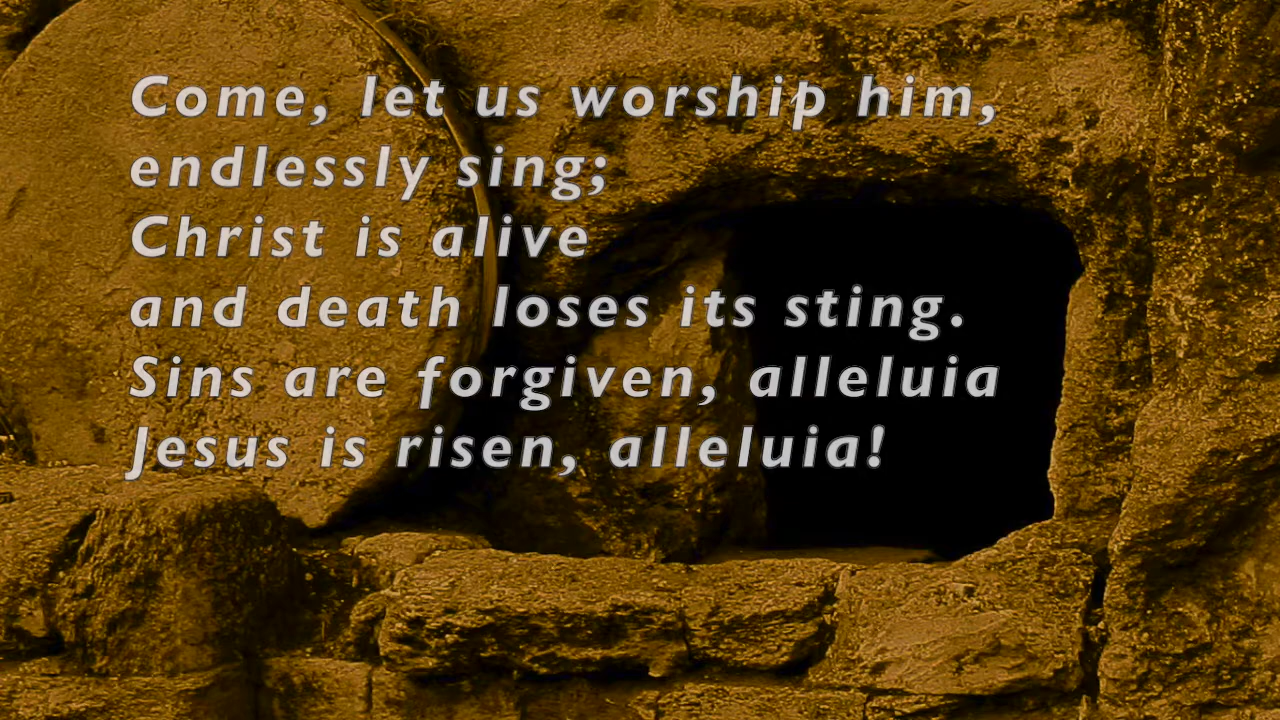 Come, let us worship him,
endlessly sing;
Christ is alive
and death loses its sting.
Sins are forgiven, alleluia
Jesus is risen, alleluia!